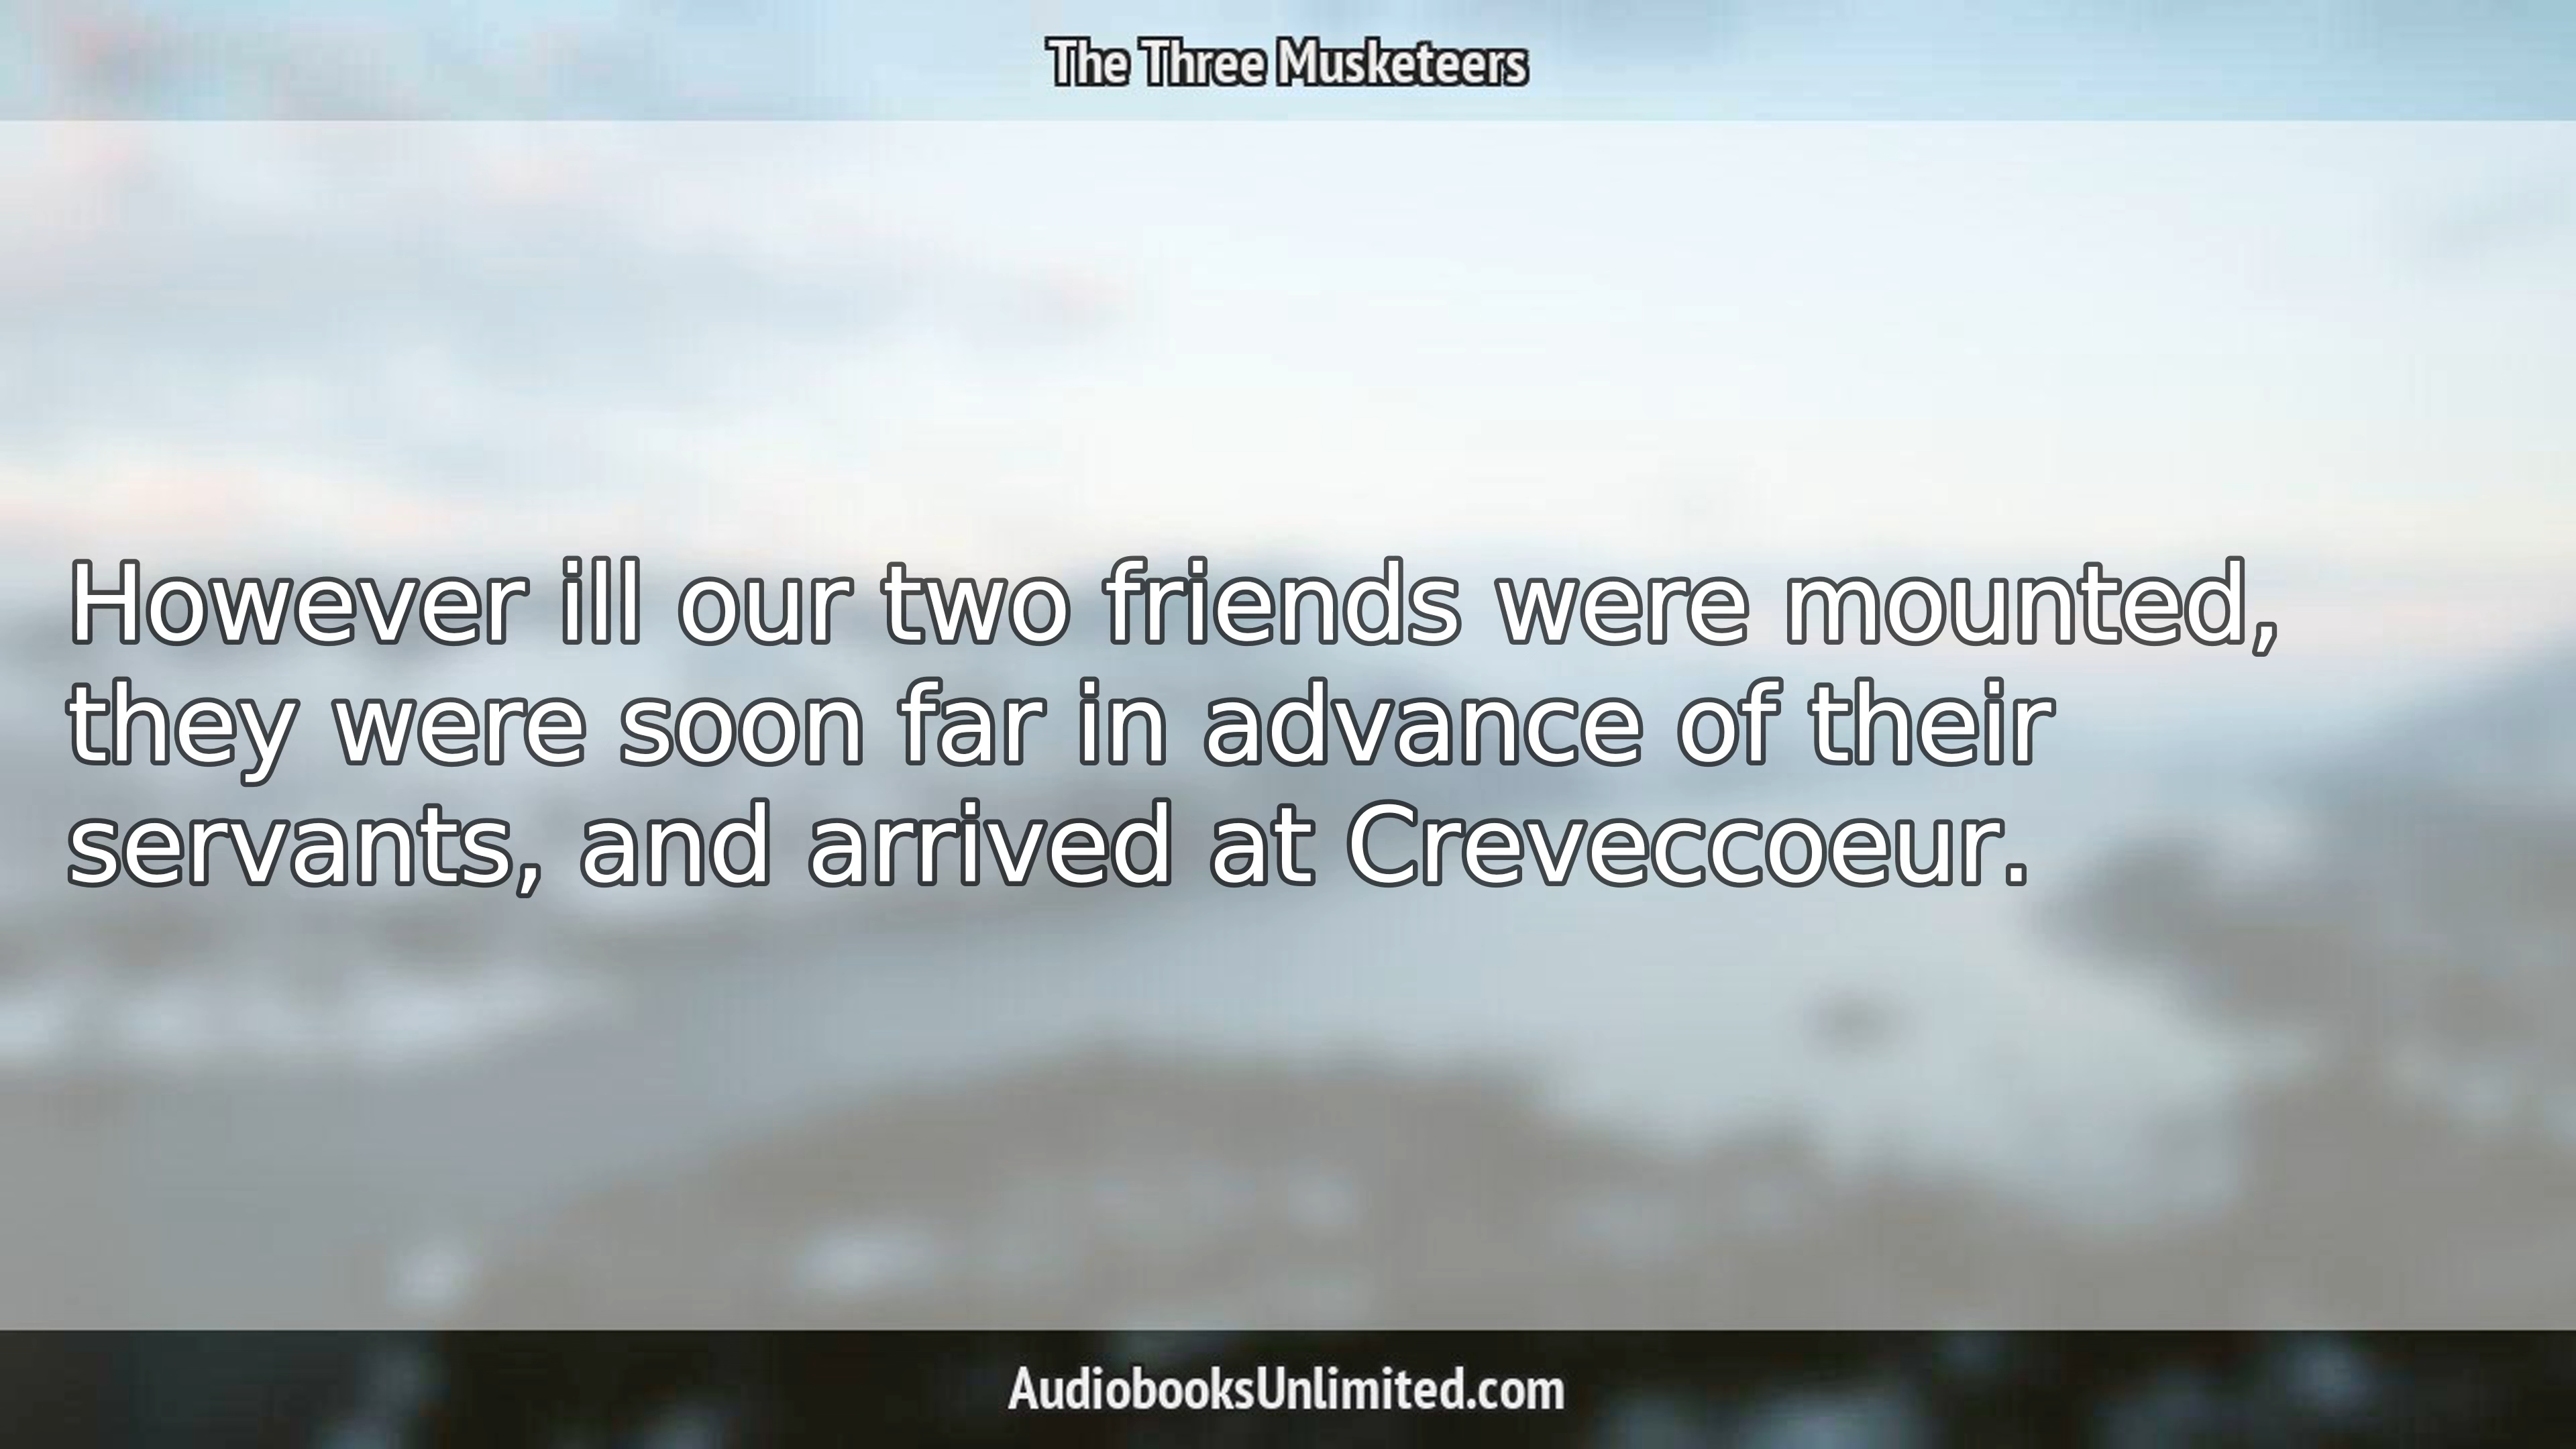 The Three Musketeers
However ill our two friends were mounted,
they were soon far in advance of their
servants, and arrived at Creveccoeur.
AudiobooksUnlimited.com